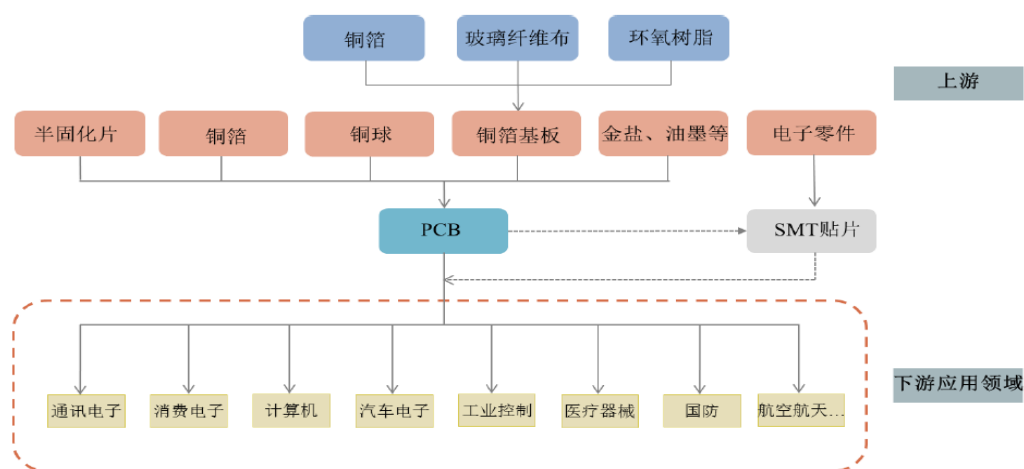 铜箔
玻璃纤维布
环氧树脂
上游
半固化片
铜箔
铜球
铜箔基板
金盐、油墨等
电子零件
PCB
SMT贴片
通讯电子
消费电子
计算机
汽车电子
工业控制
医疗器械
国防
航空航天...
下游应用领域